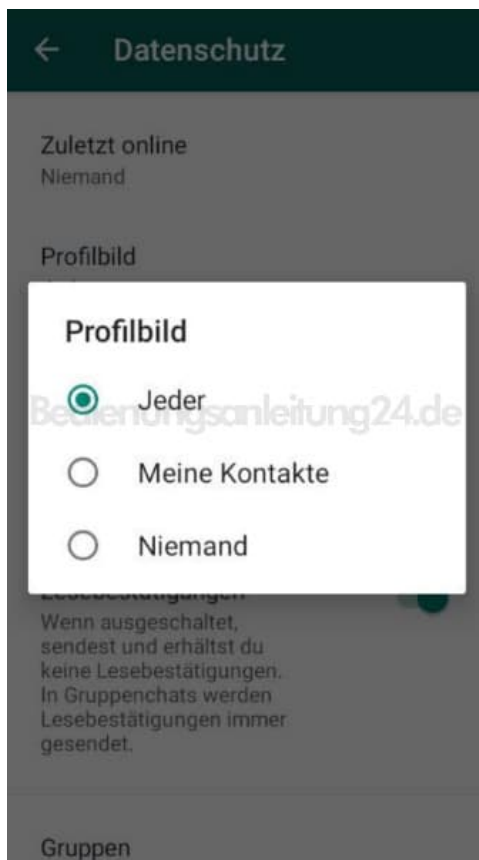 Datenschutz
Zuletzt online
Niemand
Profilbild
Profilbild
Jeder
Bedienungsanleitung24.de
Meine Kontakte
Niemand
Lesebestätigungen
Wenn ausgeschaltet,
sendest und erhältst du
keine Lesebestätigungen.
In Gruppenchats werden
Lesebestätigungen immer
gesendet.
Gruppen